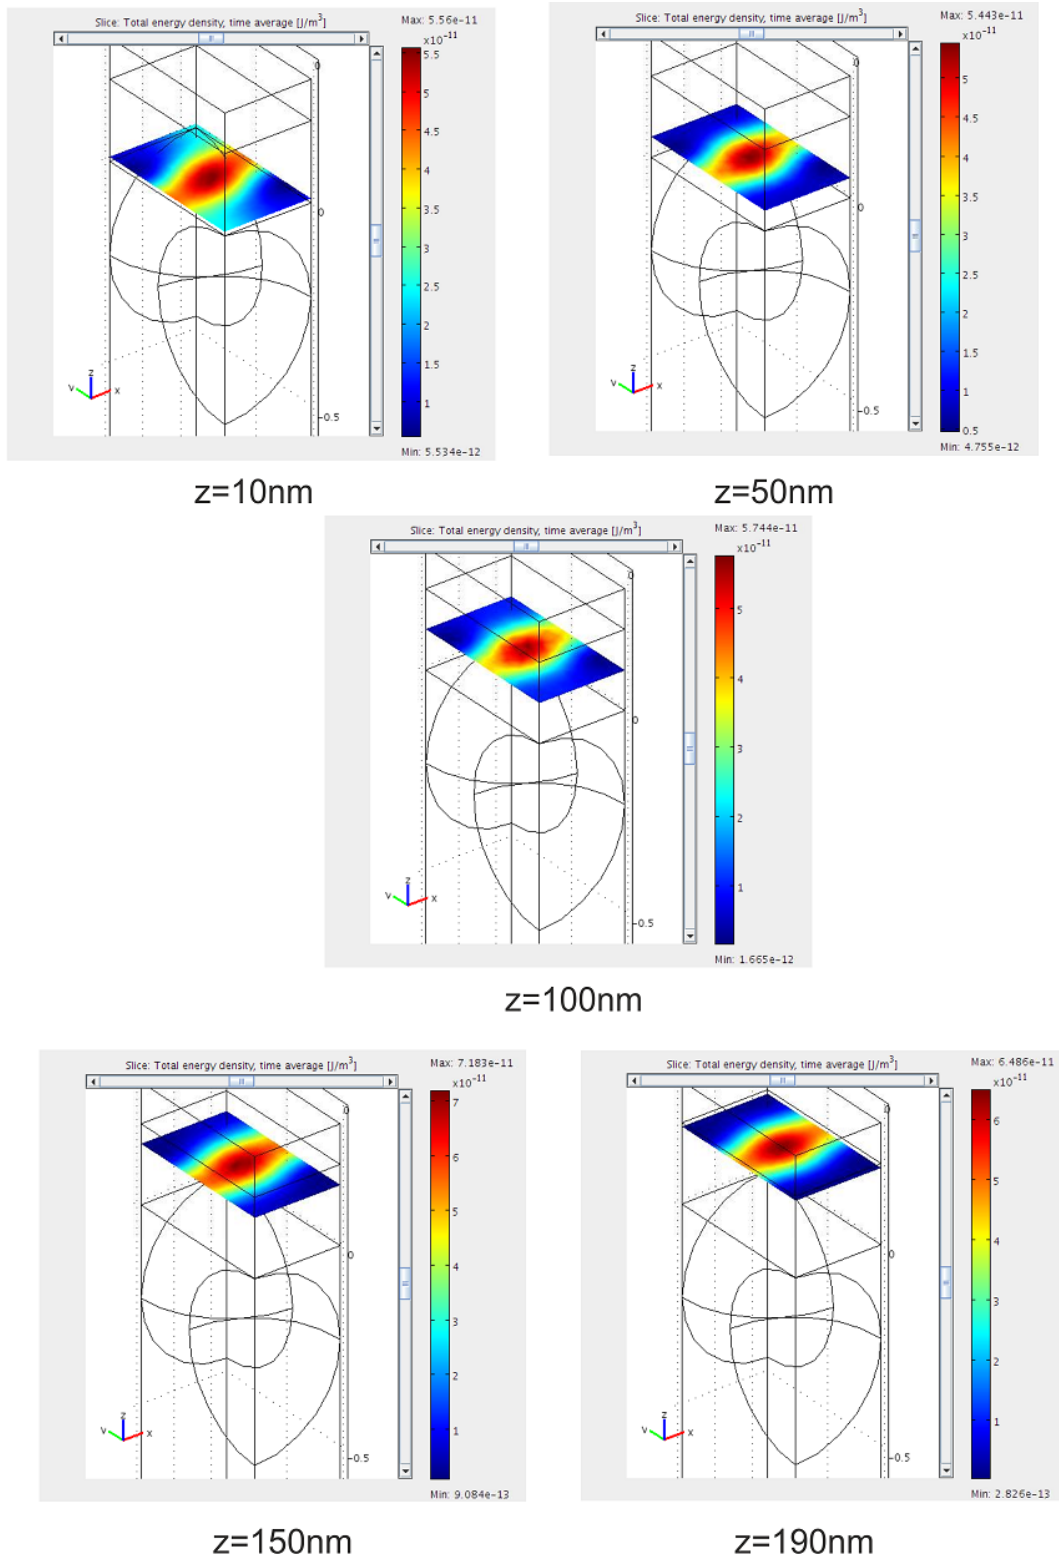 Slice: Total energy density, time average [J/m³]
Max: 5.56e-11
x10⁻¹¹
5.5
5
4.5
4
3.5
3
2.5
2
1.5
1
Min: 5.534e-12
0
0
-0.5
z
y
x
z=10nm
Slice: Total energy density, time average [J/m³]
Max: 5.443e-11
x10⁻¹¹
5
4.5
4
3.5
3
2.5
2
1.5
1
0.5
Min: 4.755e-12
0
0
-0.5
z
y
x
z=50nm
Slice: Total energy density, time average [J/m³]
Max: 5.744e-11
x10⁻¹¹
5
4
3
2
1
Min: 1.665e-12
0
0
-0.5
z
y
x
z=100nm
Slice: Total energy density, time average [J/m³]
Max: 7.183e-11
x10⁻¹¹
7
6
5
4
3
2
1
Min: 9.084e-13
0
0
-0.5
z
y
x
z=150nm
Slice: Total energy density, time average [J/m³]
Max: 6.486e-11
x10⁻¹¹
6
5
4
3
2
1
Min: 2.826e-13
0
0
-0.5
z
y
x
z=190nm